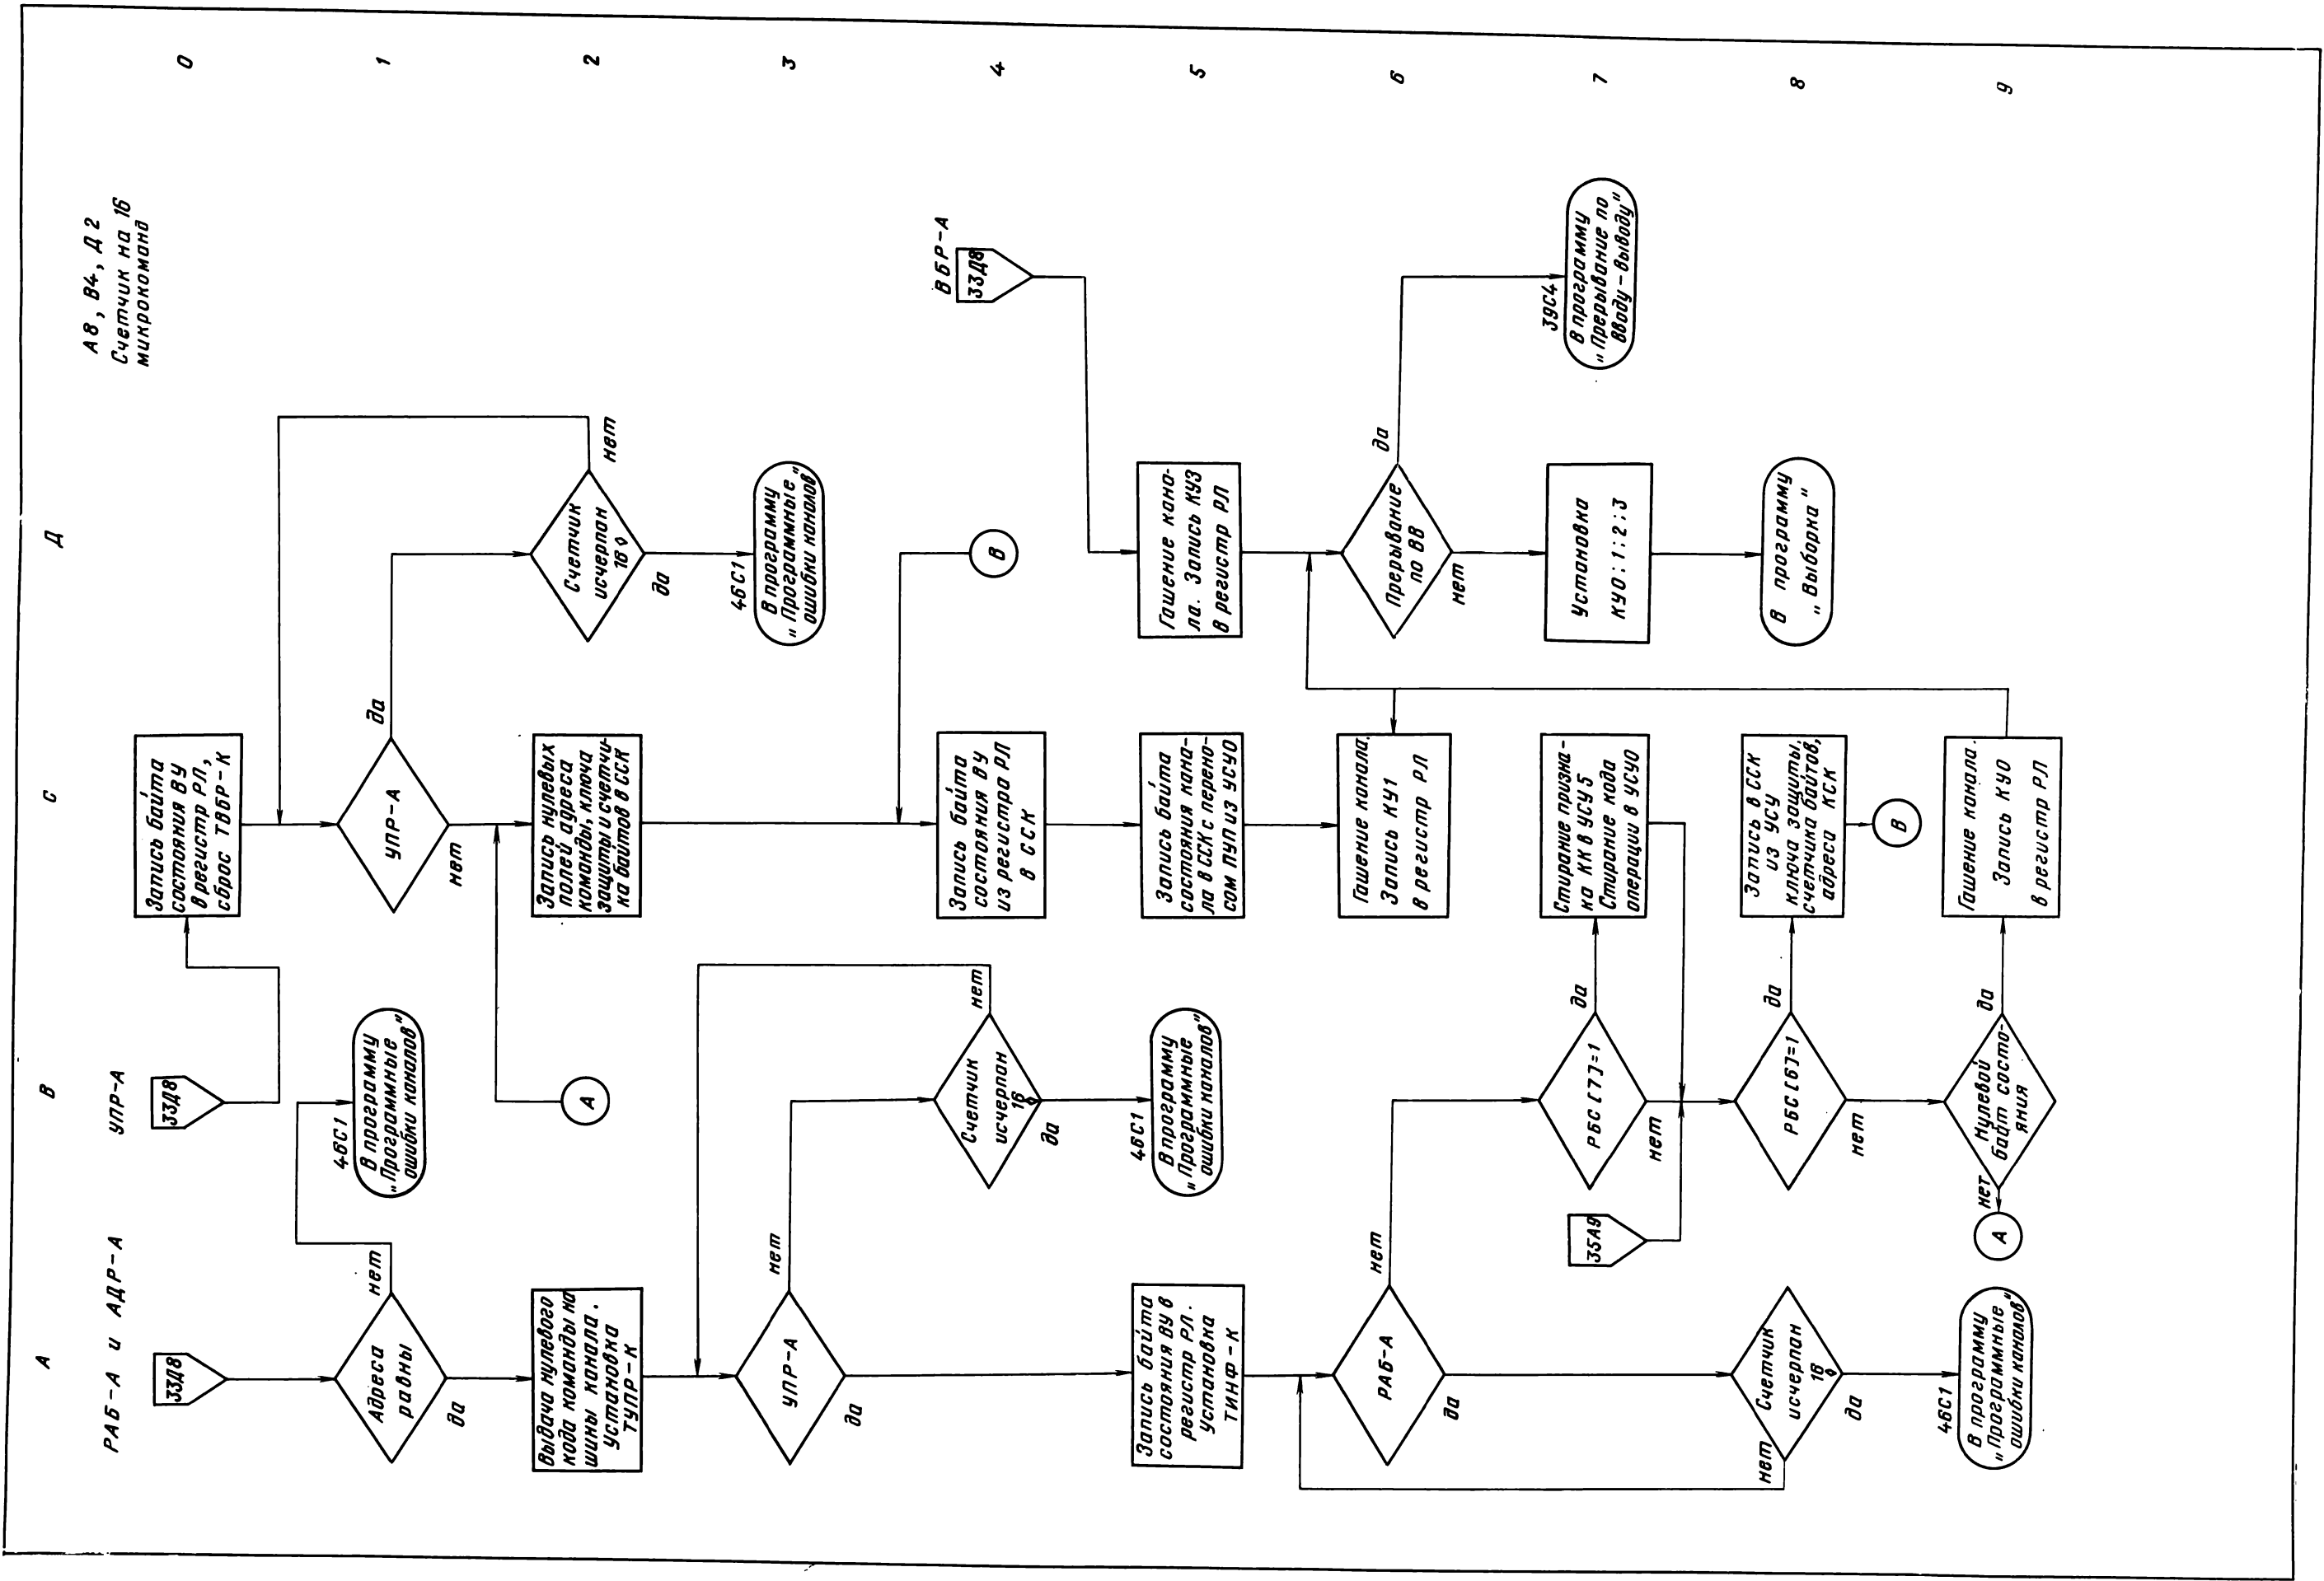 А
В
С
Д
0
1
2
3
4
5
6
7
8
9
А8, В4, Д2
Счетчик на 16
микрокоманд
РАБ-А и АДР-А
33Д8
Адреса
равны
нет
да
46С1
В программу
„Программные
ошибки каналов"
Выдача нулевого
кода команды на
шины канала.
Установка
ТУПР-К
УПР-А
нет
да
Запись байта
состояния ВУ в
регистр РЛ.
Установка
ТИНФ-К
РАБ-А
нет
да
Счетчик
исчерпан
16
нет
да
46С1
В программу
„Программные
ошибки каналов"
УПР-А
33Д8
А
Счетчик
исчерпан
16
нет
да
46С1
В программу
„Программные
ошибки каналов"
РБС[7]=1
да
нет
35А9
РБС[6]=1
да
нет
Нулевой
байт состо-
яния
да
нет
А
Запись байта
состояния ВУ
в регистр РЛ,
сброс ТВБР-К
УПР-А
да
нет
Запись нулевых
полей адреса
команды, ключа
защиты и счетчи-
ка байтов в ССК
Запись байта
состояния ВУ
из регистра РЛ
в ССК
Запись байта
состояния кана-
ла в ССК с перено-
сом ПУП из УСУ0
Гашение канала.
Запись КУ1
в регистр РЛ
Стирание призна-
ка КК в УСУ5
Стирание кода
операции в УСУ0
Запись в ССК
из УСУ
ключа защиты,
счетчика байтов,
адреса КСК
В
Гашение канала.
Запись КУ0
в регистр РЛ
Счетчик
исчерпан
16
нет
да
46С1
В программу
„Программные"
ошибки каналов"
В
ВБР-А
33Д8
Гашение кана-
ла. Запись КУ3
в регистр РЛ
Прерывание
по ВВ
да
нет
39С4
В программу
„Прерывание по
вводу-выводу"
Установка
КУ0:1:2:3
В программу
„Выборка"